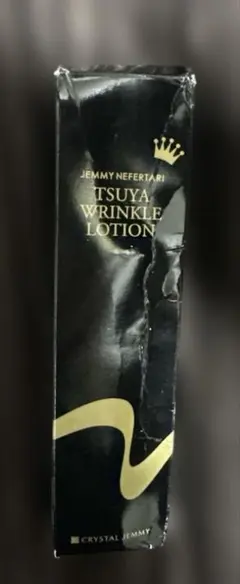 JEMMY NEFERTARI
TSUYA
WRINKLE
LOTION
CRYSTAL JEMMY